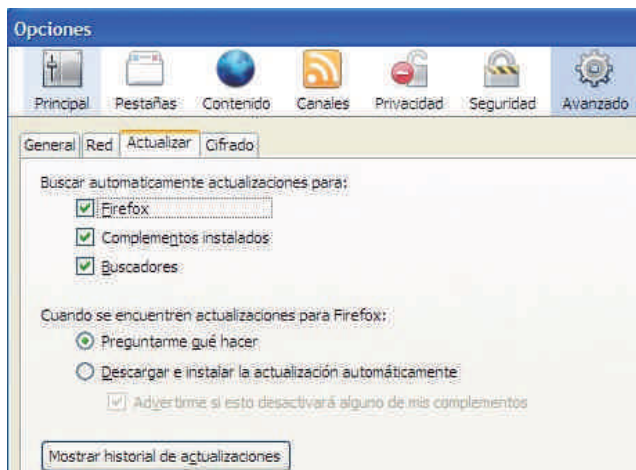 Opciones
Principal Pestañas Contenido Canales Privacidad Seguridad Avanzado
General Red Actualizar Cifrado
Buscar automaticamente actualizaciones para:
Firefox
Complementos instalados
Buscadores
Cuando se encuentren actualizaciones para Firefox:
Preguntarme qué hacer
Descargar e instalar la actualización automáticamente
Advertirme si esto desactivará alguno de mis complementos
Mostrar historial de actualizaciones